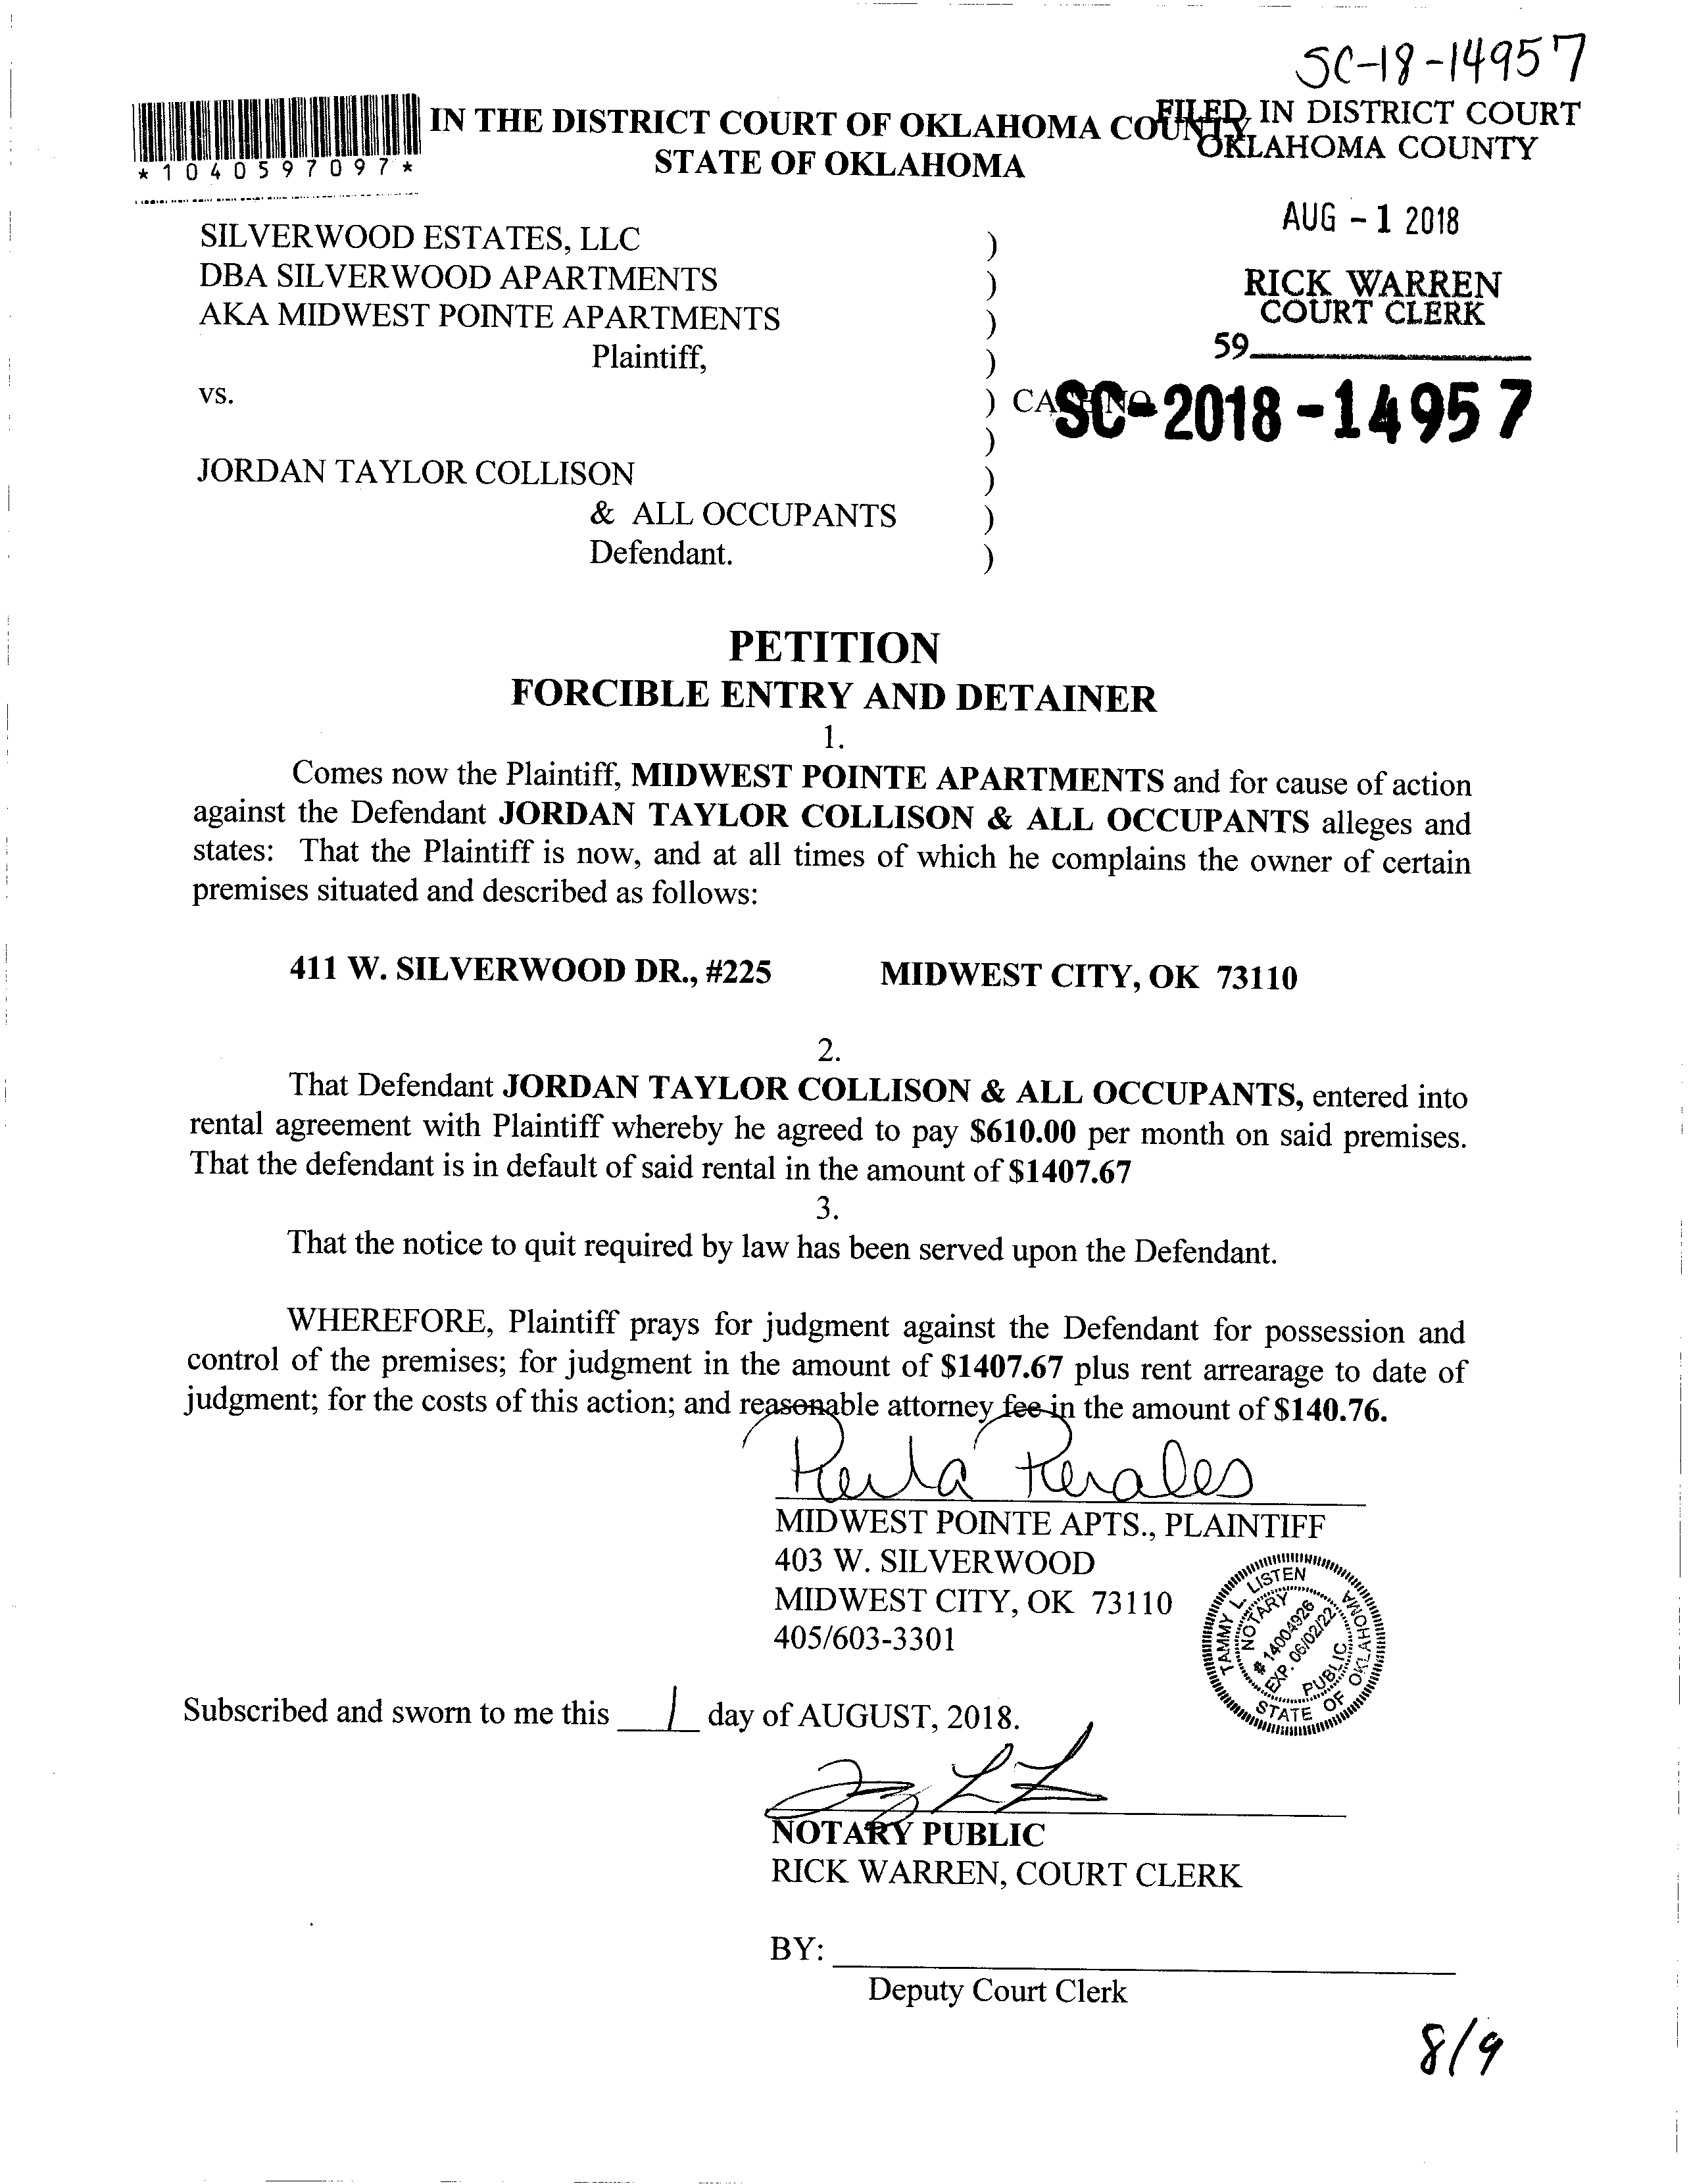 SC-18-14957
*1040597097*
IN THE DISTRICT COURT OF OKLAHOMA COUNTY
STATE OF OKLAHOMA
FILED IN DISTRICT COURT
OKLAHOMA COUNTY
AUG - 1 2018
RICK WARREN
COURT CLERK
59
SILVERWOOD ESTATES, LLC )
DBA SILVERWOOD APARTMENTS )
AKA MIDWEST POINTE APARTMENTS )
Plaintiff, )
vs. ) CASE NO
SC-2018-14957
)
JORDAN TAYLOR COLLISON )
& ALL OCCUPANTS )
Defendant. )
PETITION
FORCIBLE ENTRY AND DETAINER
1.
Comes now the Plaintiff, MIDWEST POINTE APARTMENTS and for cause of action
against the Defendant JORDAN TAYLOR COLLISON & ALL OCCUPANTS alleges and
states: That the Plaintiff is now, and at all times of which he complains the owner of certain
premises situated and described as follows:
411 W. SILVERWOOD DR., #225 MIDWEST CITY, OK 73110
2.
That Defendant JORDAN TAYLOR COLLISON & ALL OCCUPANTS, entered into
rental agreement with Plaintiff whereby he agreed to pay $610.00 per month on said premises.
That the defendant is in default of said rental in the amount of $1407.67
3.
That the notice to quit required by law has been served upon the Defendant.
WHEREFORE, Plaintiff prays for judgment against the Defendant for possession and
control of the premises; for judgment in the amount of $1407.67 plus rent arrearage to date of
judgment; for the costs of this action; and reasonable attorney fee in the amount of $140.76.
Perla Perales
MIDWEST POINTE APTS., PLAINTIFF
403 W. SILVERWOOD
MIDWEST CITY, OK 73110
405/603-3301
TAMMY L. LISTEN
NOTARY PUBLIC
# 14004926
EXP. 06/02/22
STATE OF OKLAHOMA
Subscribed and sworn to me this 1 day of AUGUST, 2018.
NOTARY PUBLIC
RICK WARREN, COURT CLERK
BY:
Deputy Court Clerk
8/9